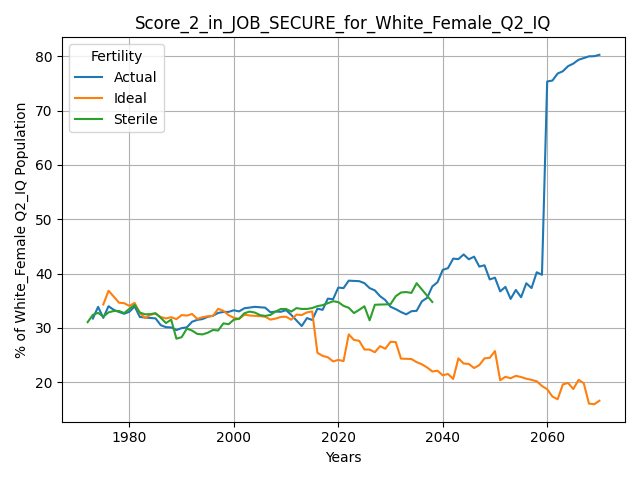 Score_2_in_JOB_SECURE_for_White_Female_Q2_IQ
Fertility
Actual
Ideal
Sterile
% of White_Female Q2_IQ Population
80
70
60
50
40
30
20
1980
2000
2020
2040
2060
Years